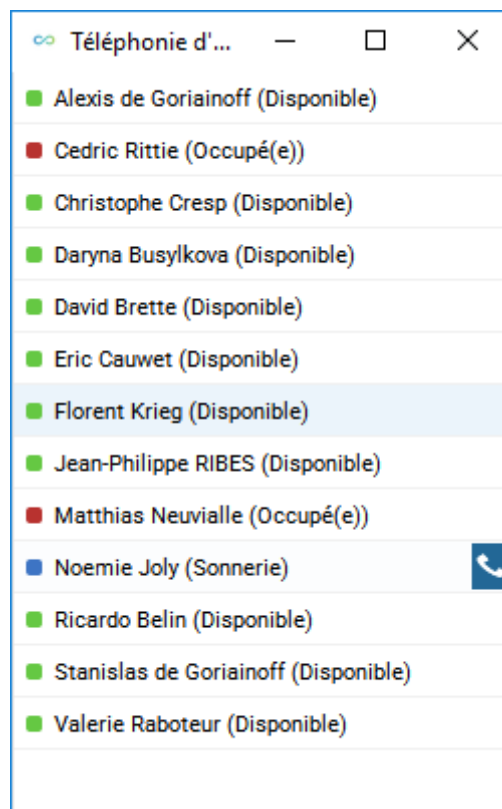 Téléphonie d'...
Alexis de Goriainoff (Disponible)
Cedric Rittie (Occupé(e))
Christophe Cresp (Disponible)
Daryna Busylkova (Disponible)
David Brette (Disponible)
Eric Cauwet (Disponible)
Florent Krieg (Disponible)
Jean-Philippe RIBES (Disponible)
Matthias Neuvialle (Occupé(e))
Noemie Joly (Sonnerie)
Ricardo Belin (Disponible)
Stanislas de Goriainoff (Disponible)
Valerie Raboteur (Disponible)